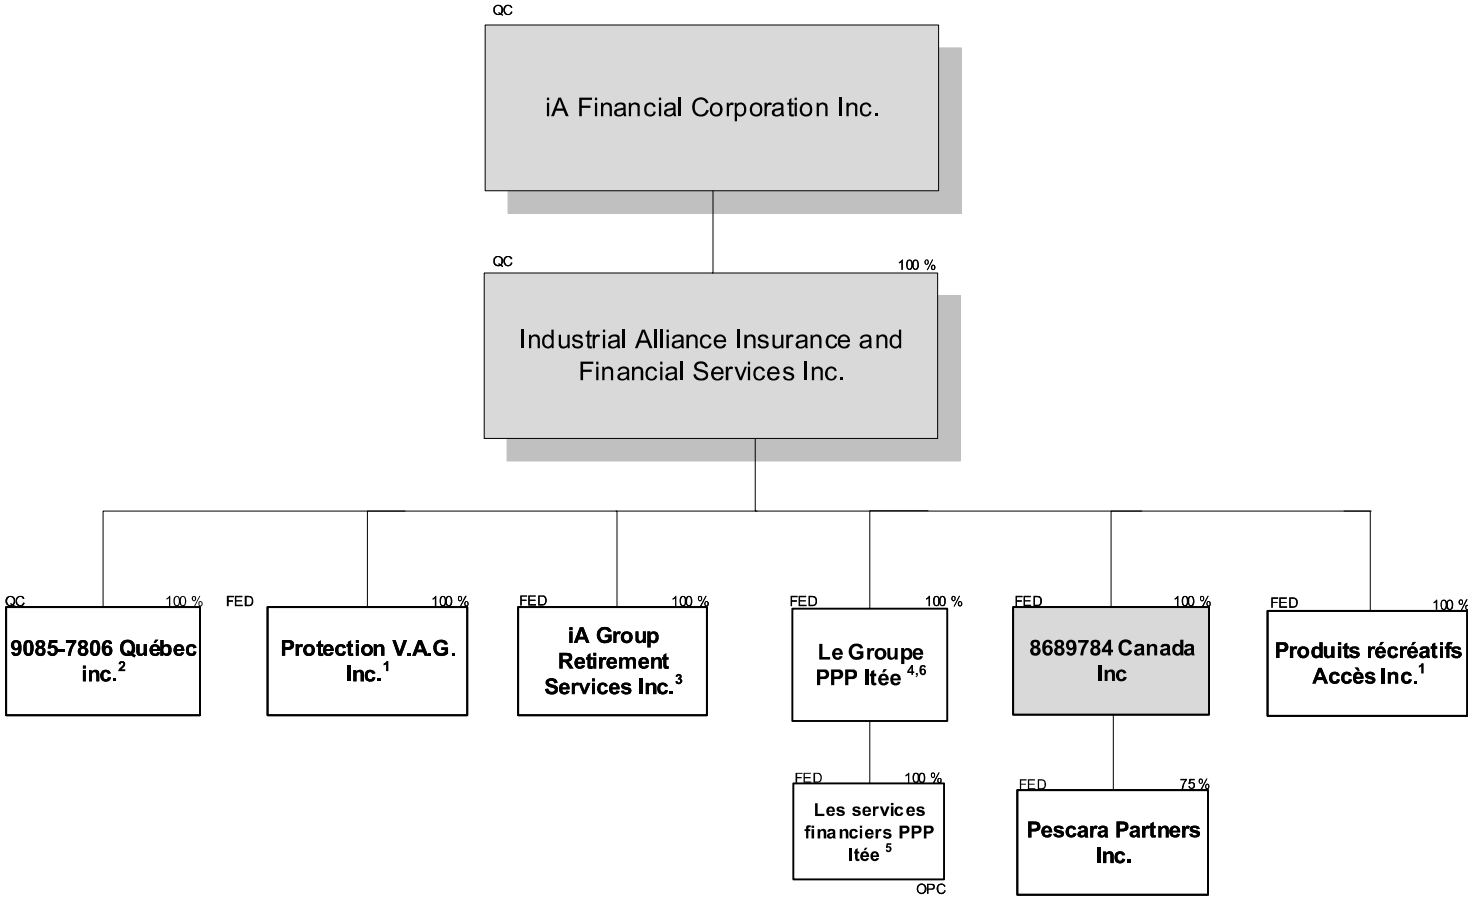 QC
iA Financial Corporation Inc.
QC 100 %
Industrial Alliance Insurance and
Financial Services Inc.
QC 100 %
9085-7806 Québec
inc.²
FED 100 %
Protection V.A.G.
Inc.¹
FED 100 %
iA Group
Retirement
Services Inc.³
FED 100 %
Le Groupe
PPP ltée ⁴,⁶
FED 100 %
8689784 Canada
Inc
FED 100 %
Produits récréatifs
Accès Inc.¹
FED 100 %
Les services
financiers PPP
ltée ⁵
OPC
FED 75 %
Pescara Partners
Inc.